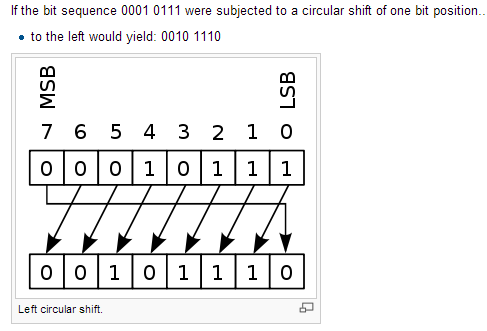 If the bit sequence 0001 0111 were subjected to a circular shift of one bit position..
• to the left would yield: 0010 1110
MSB LSB
7 6 5 4 3 2 1 0
0 0 0 1 0 1 1 1
0 0 1 0 1 1 1 0
Left circular shift.